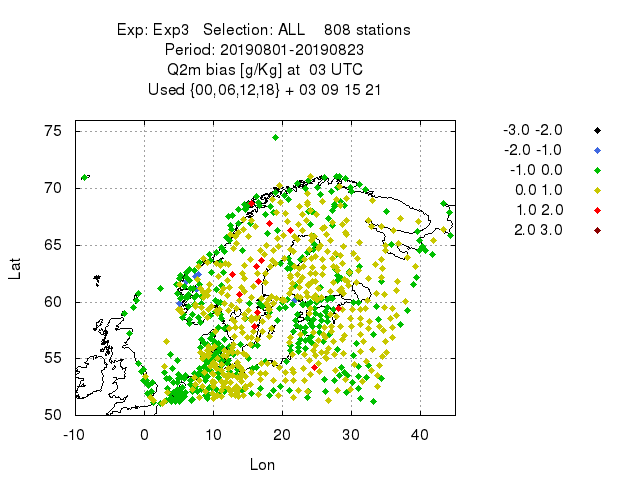 Exp: Exp3 Selection: ALL 808 stations
Period: 20190801-20190823
Q2m bias [g/Kg] at 03 UTC
Used {00,06,12,18} + 03 09 15 21
-3.0 -2.0
-2.0 -1.0
-1.0 0.0
0.0 1.0
1.0 2.0
2.0 3.0
75
70
65
60
55
50
Lat
-10 0 10 20 30 40
Lon